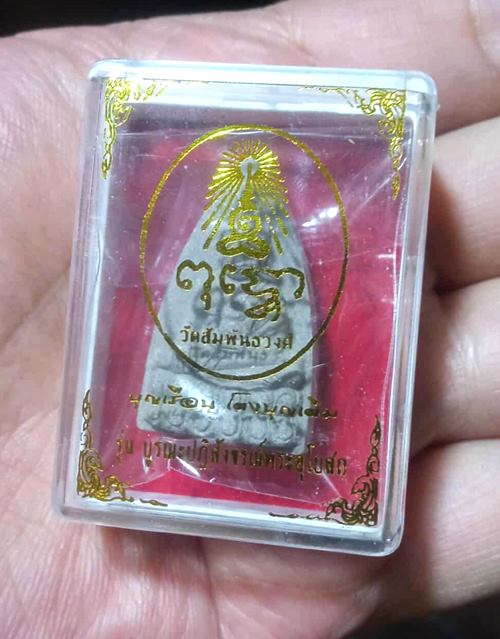 วัดสัมพันธวงศ์
บุญเรือน โตงบุญเติม
รุ่น บูรณะปฏิสังขรณ์พระอุโบสถ